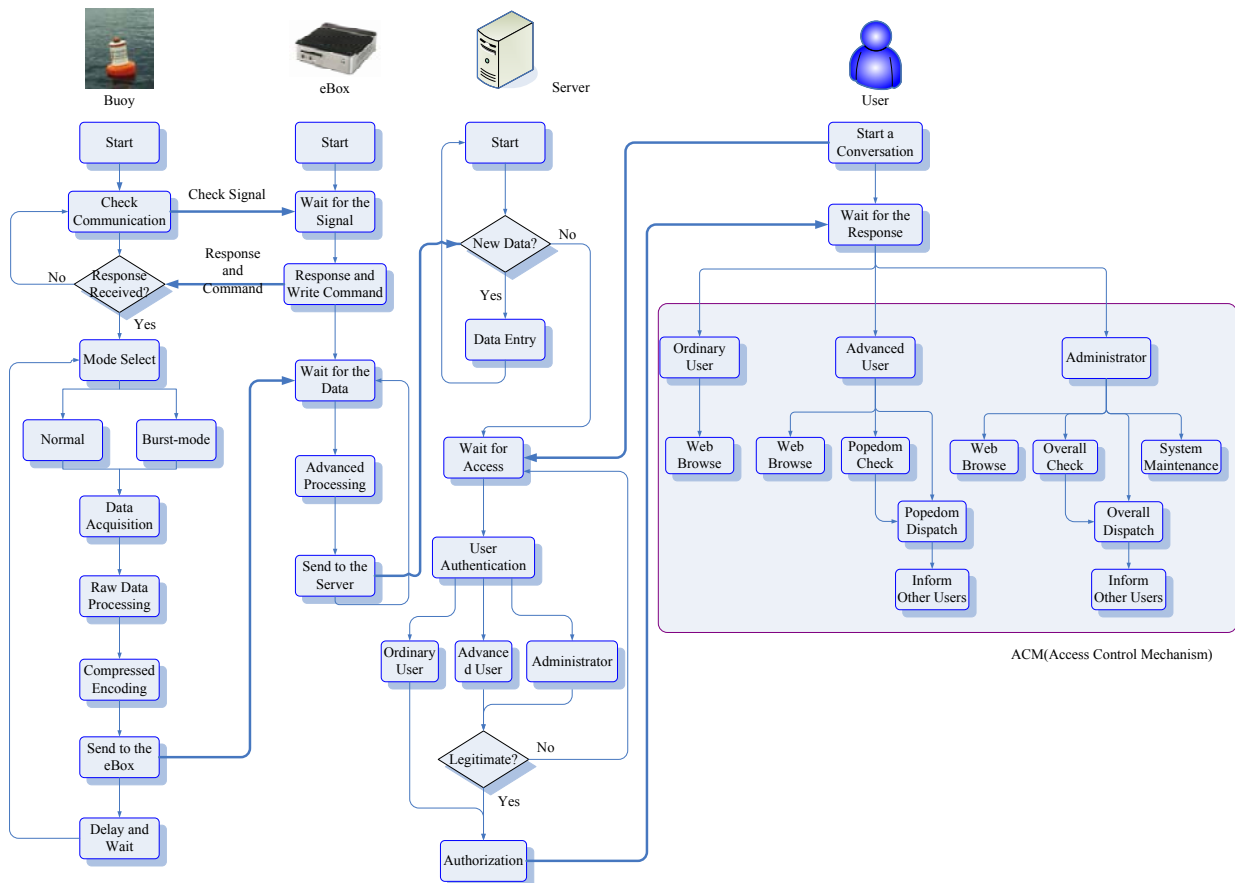 Buoy
eBox
Server
User
Start
Check
Communication
Check Signal
No
Response
Received?
Response
and
Command
Yes
Mode Select
Normal
Burst-mode
Data
Acquisition
Raw Data
Processing
Compressed
Encoding
Send to the
eBox
Delay and
Wait
Start
Wait for the
Signal
Response and
Write Command
Wait for the
Data
Advanced
Processing
Send to the
Server
Start
New Data?
No
Yes
Data Entry
Wait for
Access
User
Authentication
Ordinary
User
Advance
d User
Administrator
Legitimate?
No
Yes
Authorization
Start a
Conversation
Wait for the
Response
Ordinary
User
Advanced
User
Administrator
Web
Browse
Web
Browse
Popedom
Check
Popedom
Dispatch
Inform
Other Users
Web
Browse
Overall
Check
System
Maintenance
Overall
Dispatch
Inform
Other Users
ACM(Access Control Mechanism)